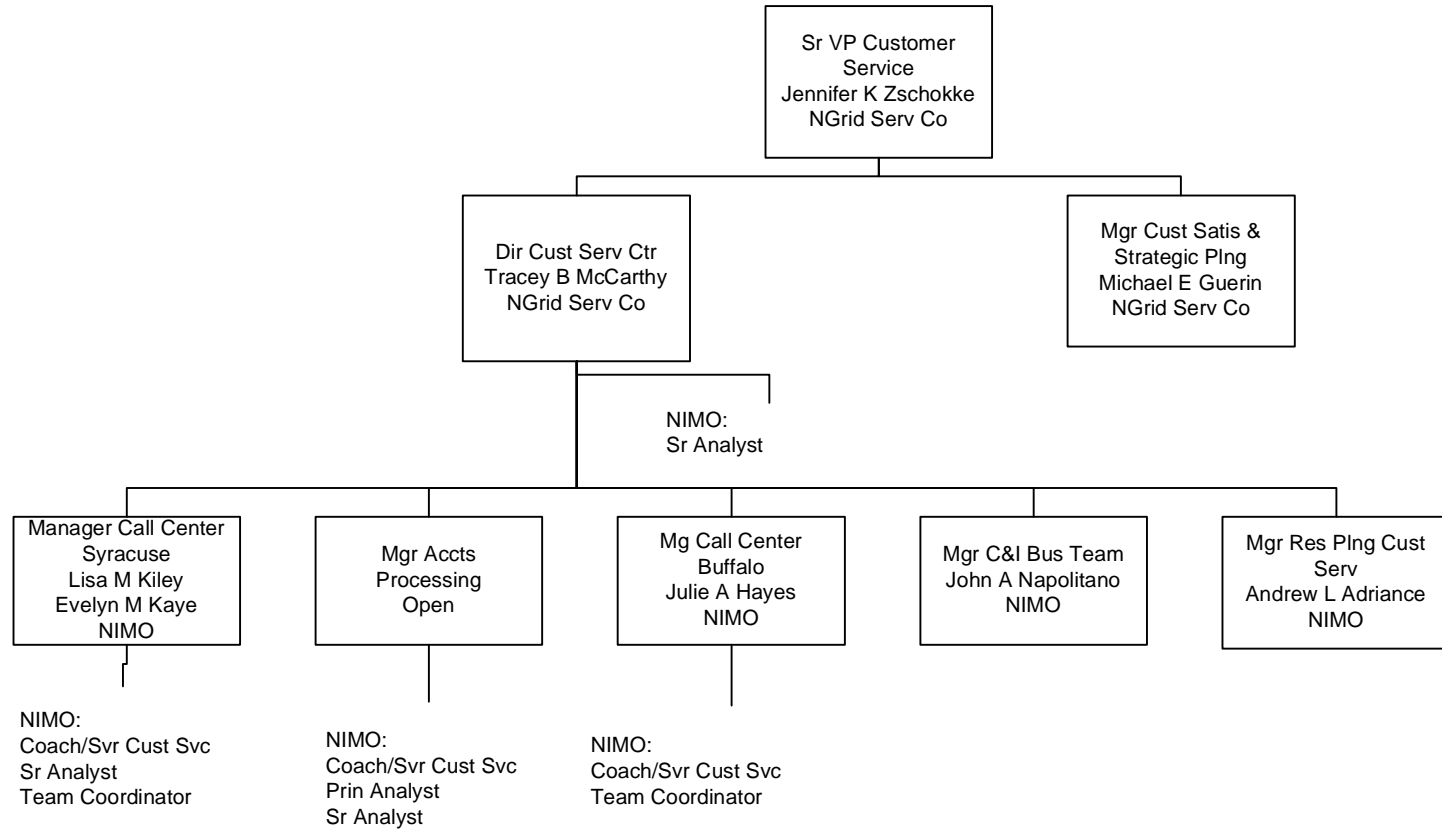 Sr VP Customer
Service
Jennifer K Zschokke
NGrid Serv Co
Dir Cust Serv Ctr
Tracey B McCarthy
NGrid Serv Co
Mgr Cust Satis &
Strategic Plng
Michael E Guerin
NGrid Serv Co
NIMO:
Sr Analyst
Manager Call Center
Syracuse
Lisa M Kiley
Evelyn M Kaye
NIMO
Mgr Accts
Processing
Open
Mg Call Center
Buffalo
Julie A Hayes
NIMO
Mgr C&I Bus Team
John A Napolitano
NIMO
Mgr Res Plng Cust
Serv
Andrew L Adriance
NIMO
NIMO:
Coach/Svr Cust Svc
Sr Analyst
Team Coordinator
NIMO:
Coach/Svr Cust Svc
Prin Analyst
Sr Analyst
NIMO:
Coach/Svr Cust Svc
Team Coordinator